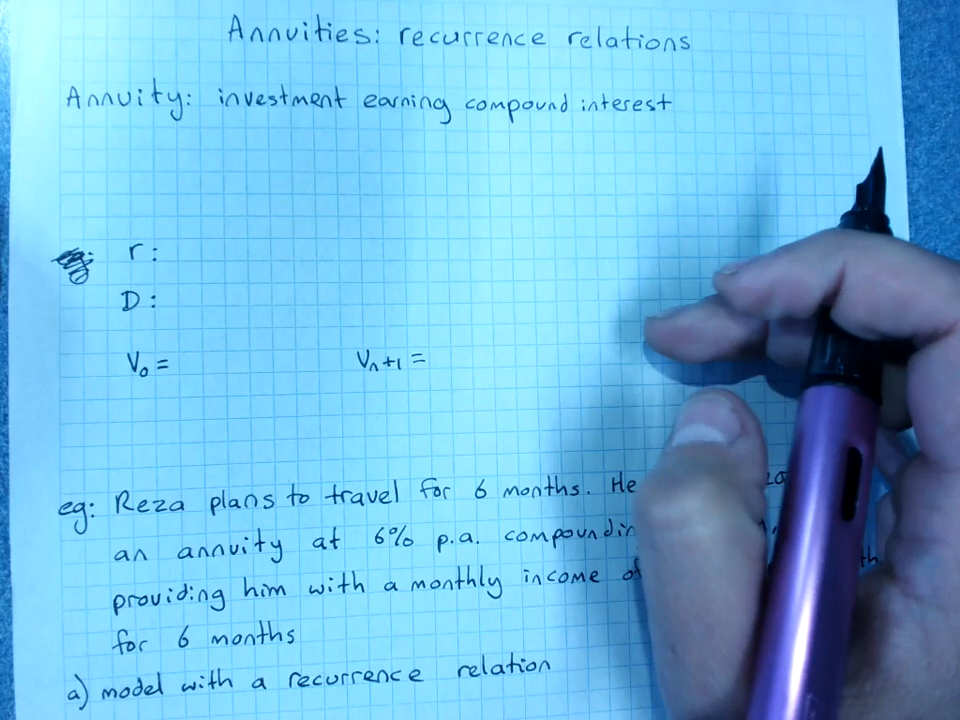 Annuities: recurrence relations
Annuity: investment earning compound interest
r:
D:
V₀ =
Vₙ₊₁ =
eg: Reza plans to travel for 6 months. He
an annuity at 6% p.a.
providing him with a monthly income of
for 6 months
a) model with a recurrence relation